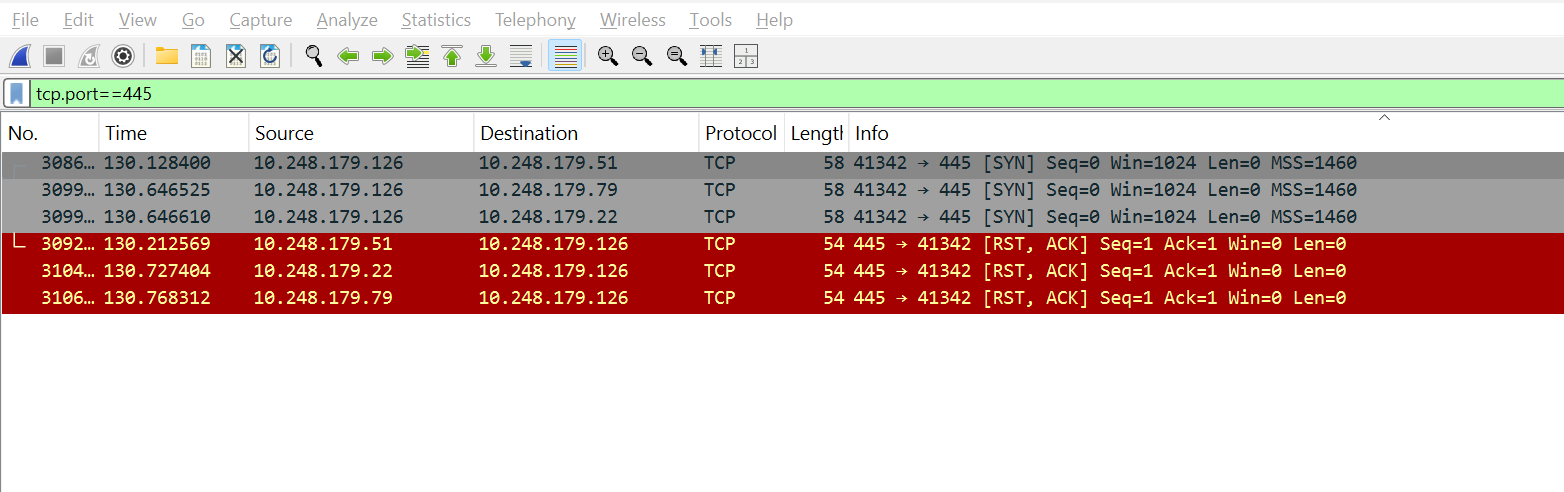 File Edit View Go Capture Analyze Statistics Telephony Wireless Tools Help
tcp.port==445
No. Time Source Destination Protocol Length Info
3086… 130.128400 10.248.179.126 10.248.179.51 TCP 58 41342 → 445 [SYN] Seq=0 Win=1024 Len=0 MSS=1460
3099… 130.646525 10.248.179.126 10.248.179.79 TCP 58 41342 → 445 [SYN] Seq=0 Win=1024 Len=0 MSS=1460
3099… 130.646610 10.248.179.126 10.248.179.22 TCP 58 41342 → 445 [SYN] Seq=0 Win=1024 Len=0 MSS=1460
3092… 130.212569 10.248.179.51 10.248.179.126 TCP 54 445 → 41342 [RST, ACK] Seq=1 Ack=1 Win=0 Len=0
3104… 130.727404 10.248.179.22 10.248.179.126 TCP 54 445 → 41342 [RST, ACK] Seq=1 Ack=1 Win=0 Len=0
3106… 130.768312 10.248.179.79 10.248.179.126 TCP 54 445 → 41342 [RST, ACK] Seq=1 Ack=1 Win=0 Len=0